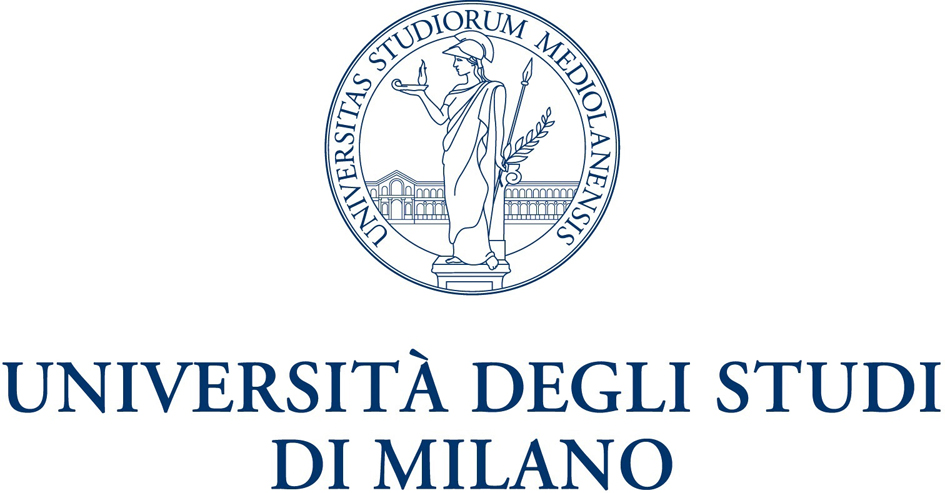 UNIVERSITAS STUDIORUM MEDIOLANENSIS
UNIVERSITÀ DEGLI STUDI
DI MILANO